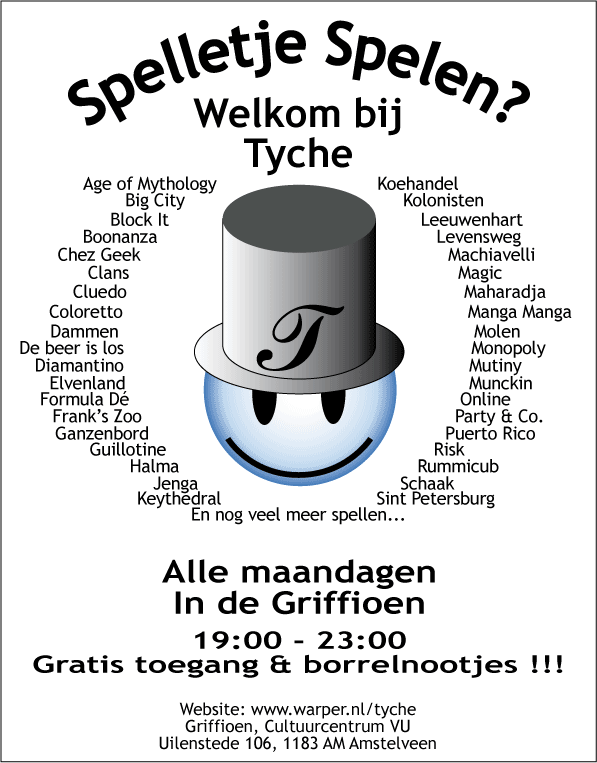 Spelletje Spelen?
Welkom bij
Tyche
Age of Mythology
Big City
Block It
Boonanza
Chez Geek
Clans
Cluedo
Coloretto
Dammen
De beer is los
Diamantino
Elvenland
Formula Dé
Frank's Zoo
Ganzenbord
Guillotine
Halma
Jenga
Keythedral
Koehandel
Kolonisten
Leeuwenhart
Levensweg
Machiavelli
Magic
Maharadja
Manga Manga
Molen
Monopoly
Mutiny
Munckin
Online
Party & Co.
Puerto Rico
Risk
Rummicub
Schaak
Sint Petersburg
En nog veel meer spellen...
T
Alle maandagen
In de Griffioen
19:00 - 23:00
Gratis toegang & borrelnootjes !!!
Website: www.warper.nl/tyche
Griffioen, Cultuurcentrum VU
Uilenstede 106, 1183 AM Amstelveen